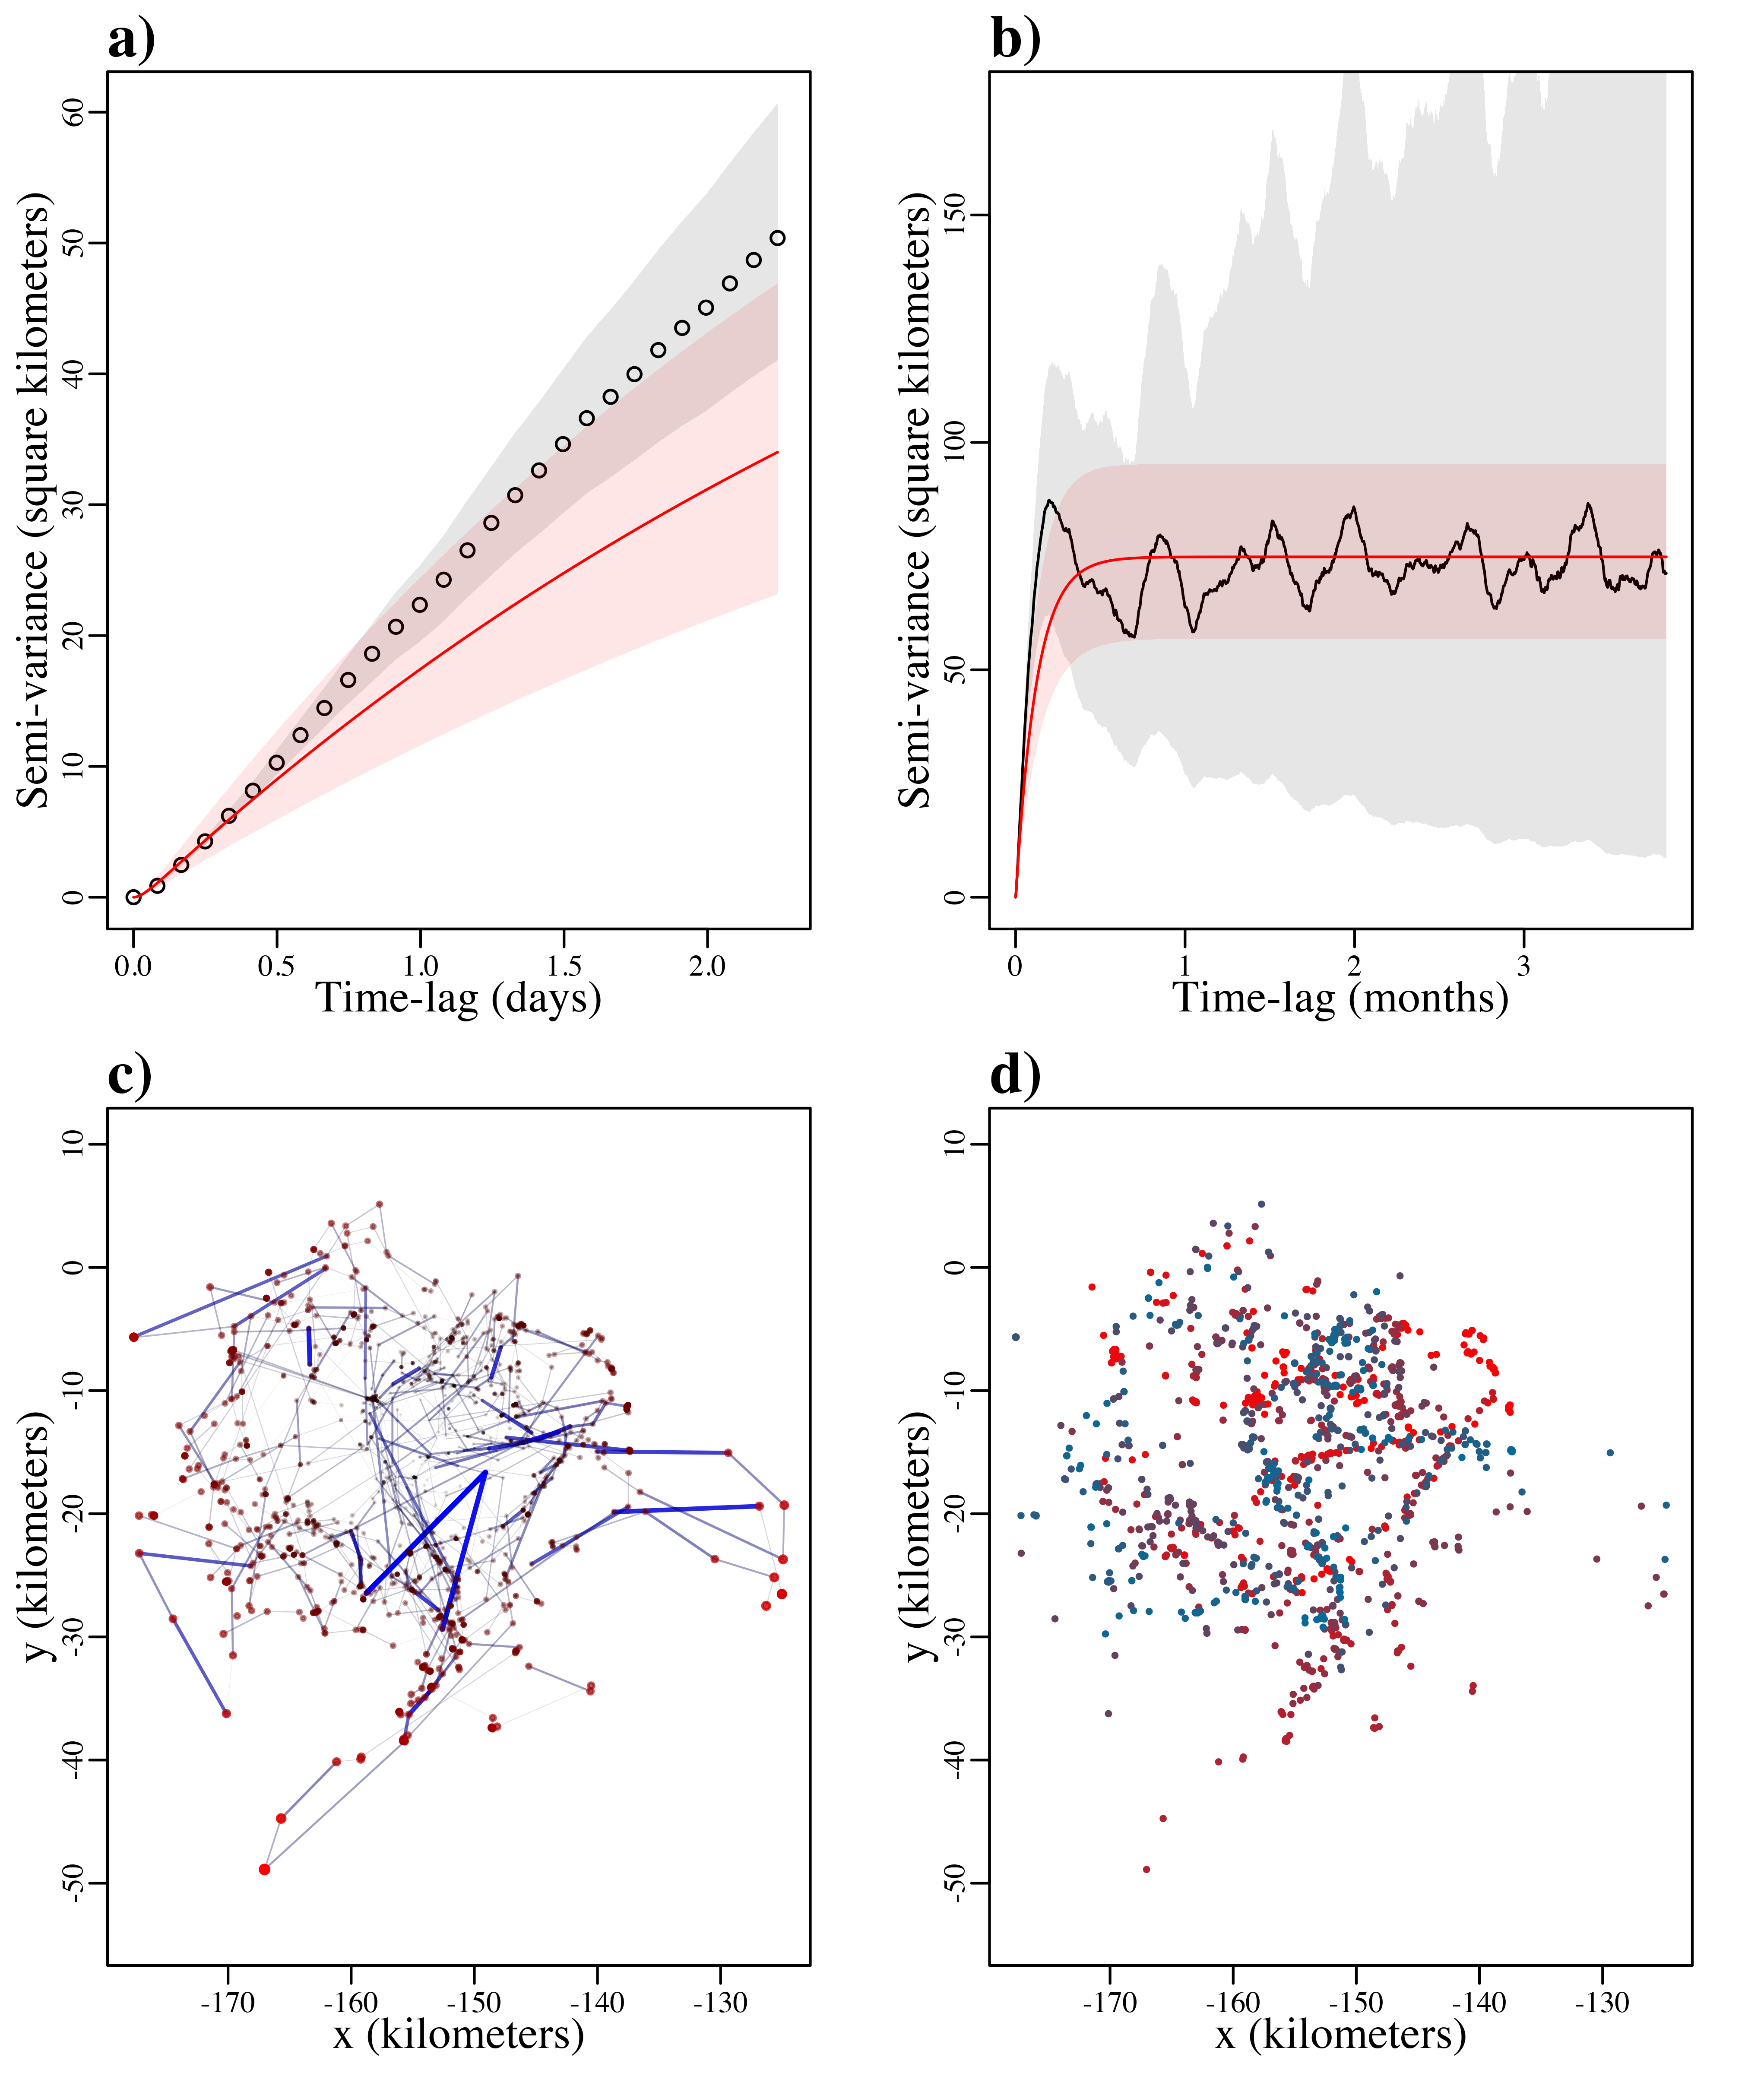 a)
Semi-variance (square kilometers)
0 10 20 30 40 50 60
0.0 0.5 1.0 1.5 2.0
Time-lag (days)
b)
Semi-variance (square kilometers)
0 50 100 150
0 1 2 3
Time-lag (months)
c)
y (kilometers)
-50 -40 -30 -20 -10 0 10
-170 -160 -150 -140 -130
x (kilometers)
d)
y (kilometers)
-50 -40 -30 -20 -10 0 10
-170 -160 -150 -140 -130
x (kilometers)